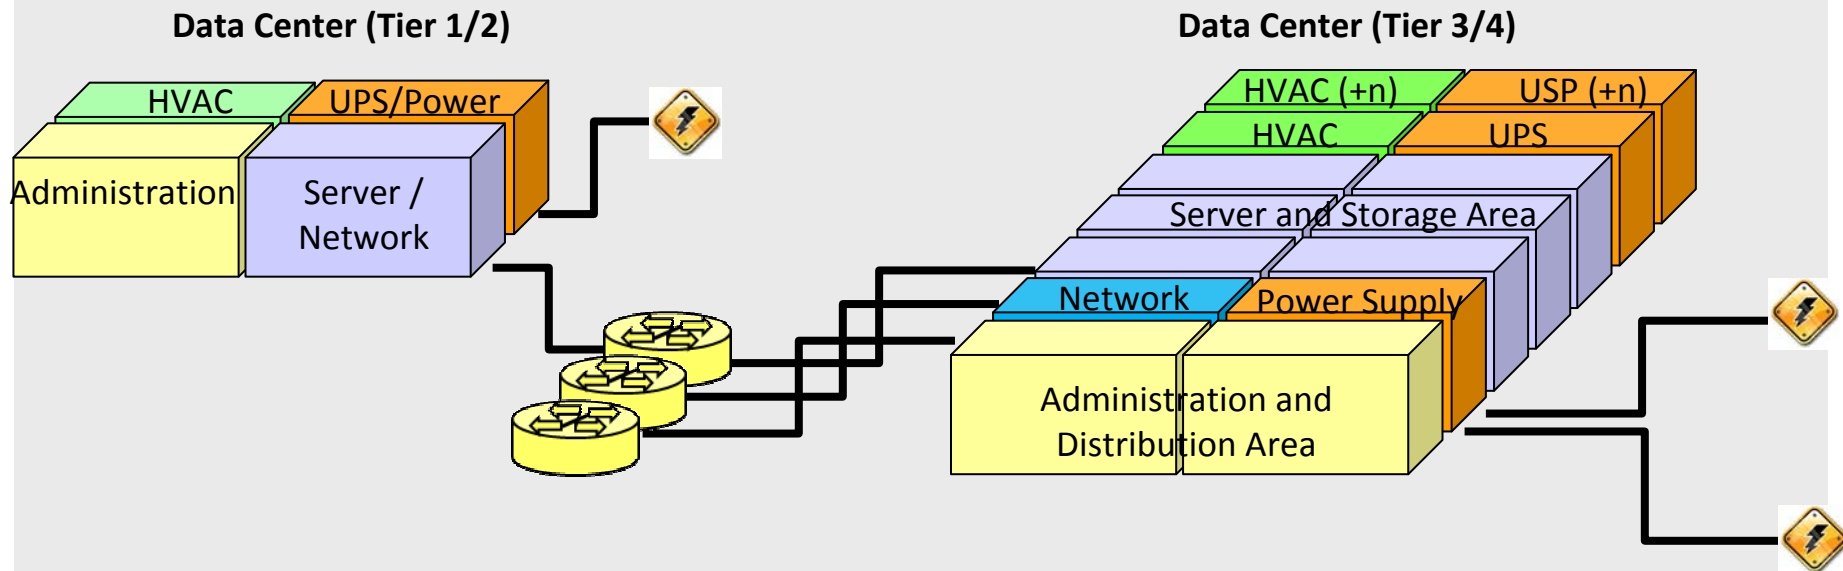 Data Center (Tier 1/2)
Data Center (Tier 3/4)
HVAC
UPS/Power
Administration
Server /
Network
HVAC (+n)
USP (+n)
HVAC
UPS
Server and Storage Area
Network
Power Supply
Administration and
Distribution Area